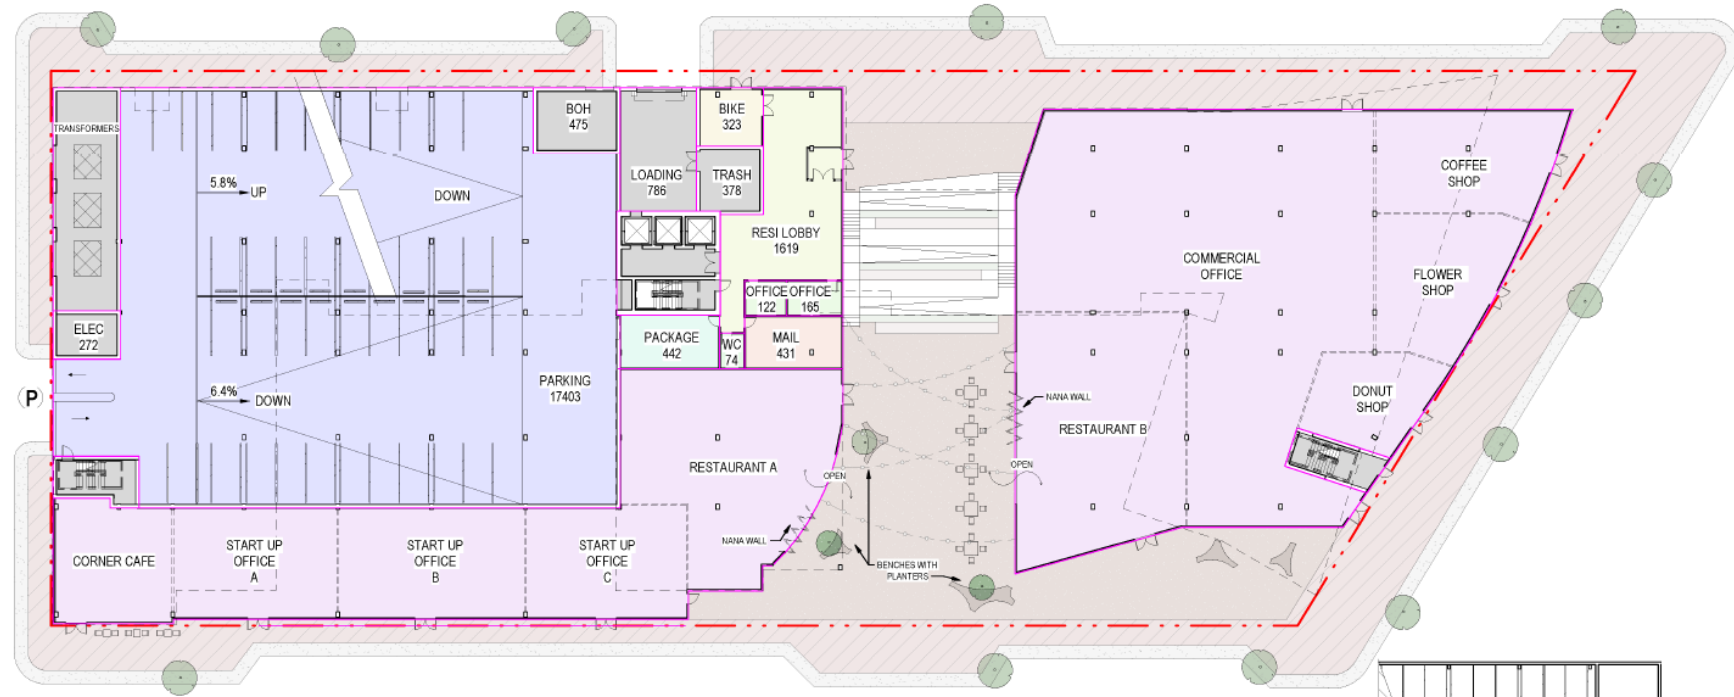 TRANSFORMERS
BOH
475
BIKE
323
LOADING
786
TRASH
378
5.8%
UP
DOWN
RESI LOBBY
1619
COFFEE
SHOP
COMMERCIAL
OFFICE
FLOWER
SHOP
OFFICE
122
OFFICE
165
ELEC
272
PACKAGE
442
WC
74
MAIL
431
P
6.4%
DOWN
PARKING
17403
NANA WALL
DONUT
SHOP
RESTAURANT B
RESTAURANT A
OPEN
OPEN
NANA WALL
CORNER CAFE
START UP
OFFICE
A
START UP
OFFICE
B
START UP
OFFICE
C
BENCHES WITH
PLANTERS